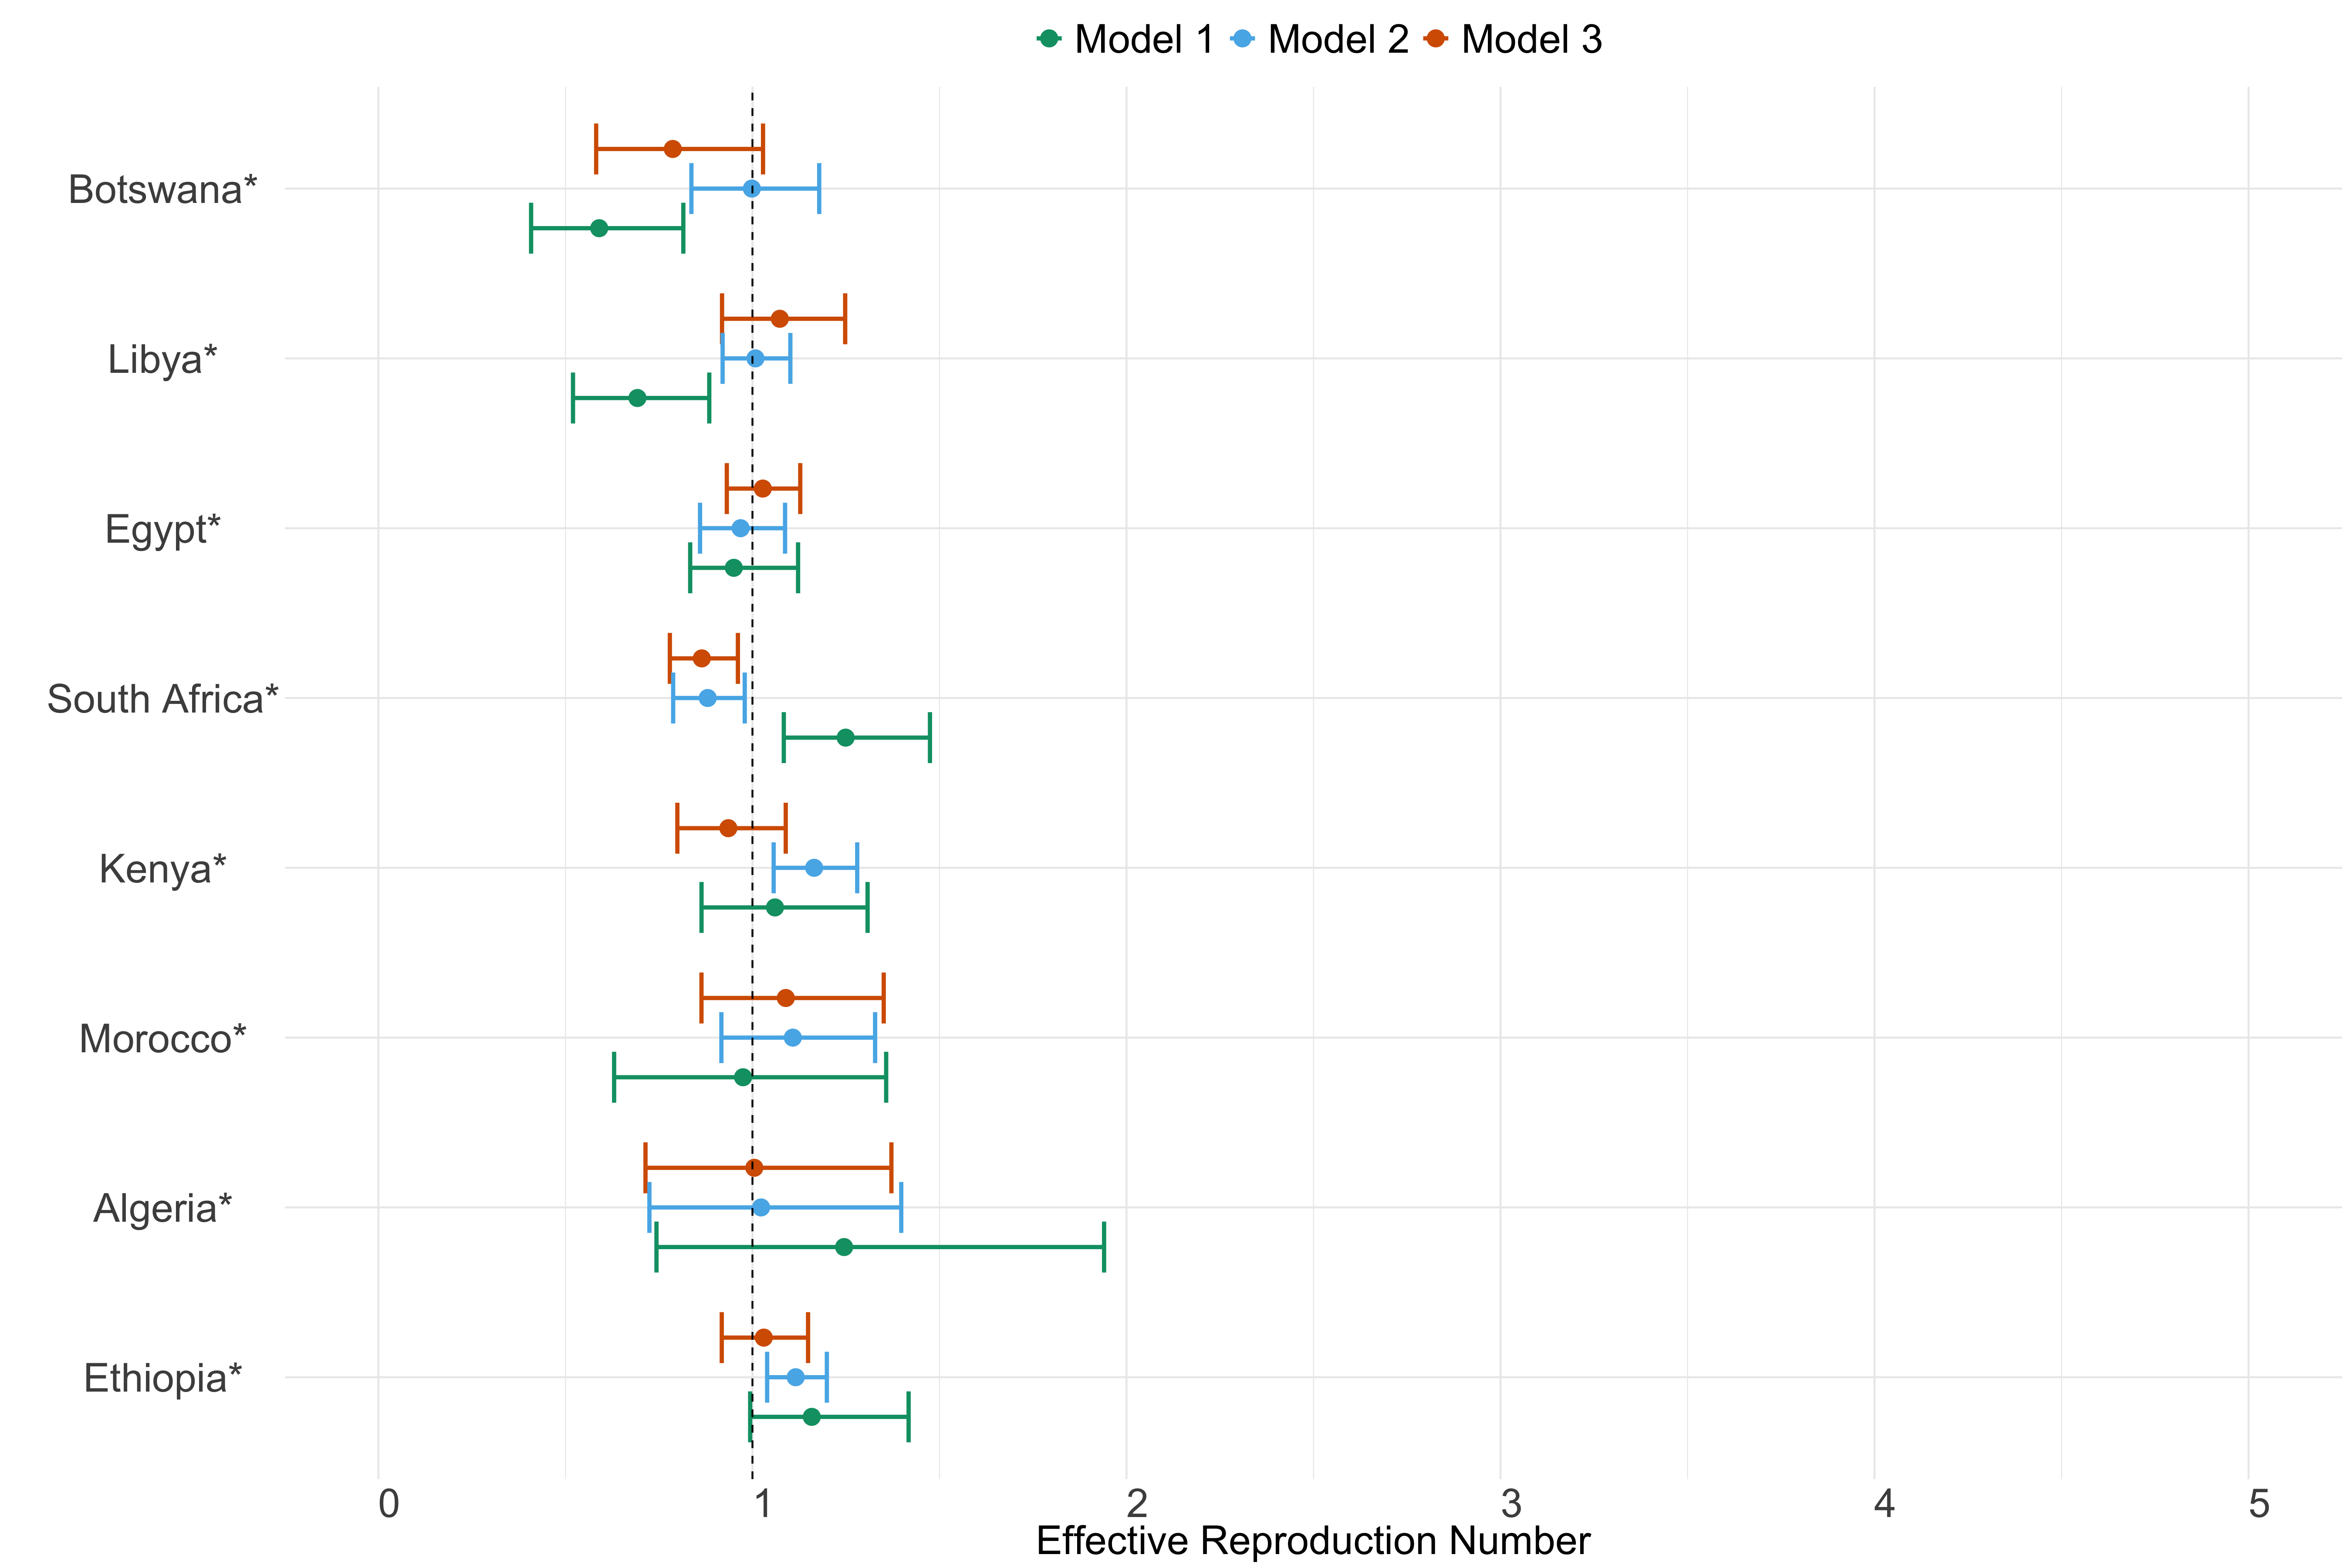 Model 1 Model 2 Model 3
Botswana*
Libya*
Egypt*
South Africa*
Kenya*
Morocco*
Algeria*
Ethiopia*
0 1 2 3 4 5
Effective Reproduction Number